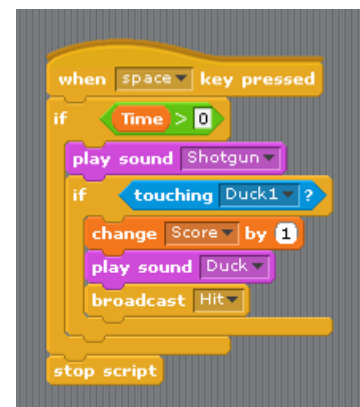 when space key pressed
if Time > 0
play sound Shotgun
if touching Duck1 ?
change Score by 1
play sound Duck
broadcast Hit
stop script